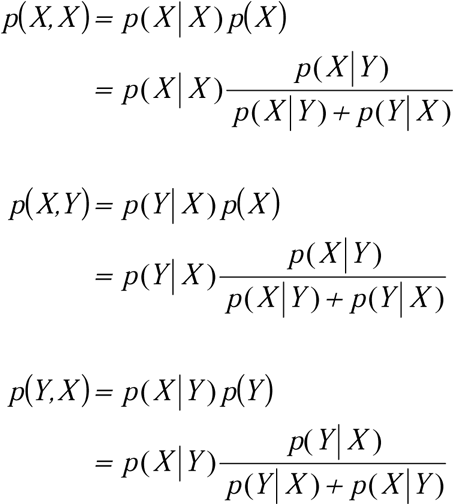 p(X,X) = p(X|X)p(X)
= p(X|X) p(X|Y) / (p(X|Y) + p(Y|X))
p(X,Y) = p(Y|X)p(X)
= p(Y|X) p(X|Y) / (p(X|Y) + p(Y|X))
p(Y,X) = p(X|Y)p(Y)
= p(X|Y) p(Y|X) / (p(Y|X) + p(X|Y))